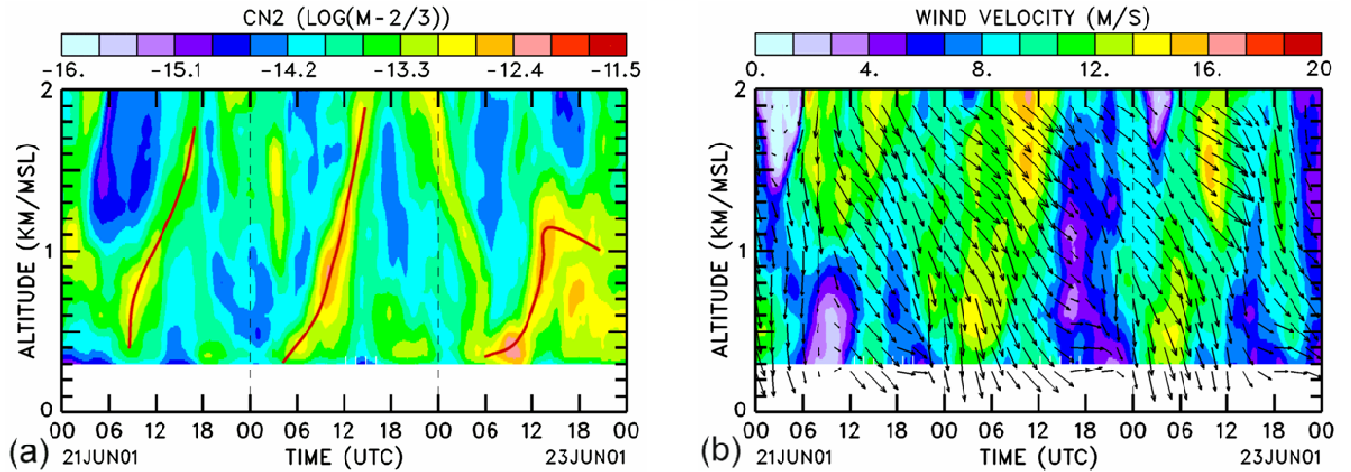 CN2 (LOG(M-2/3))
-16. -15.1 -14.2 -13.3 -12.4 -11.5
2
1
0
ALTITUDE (KM/MSL)
00 06 12 18 00 06 12 18 00 06 12 18 00
(a) 21JUN01 TIME (UTC) 23JUN01
WIND VELOCITY (M/S)
0. 4. 8. 12. 16. 20
2
1
0
ALTITUDE (KM/MSL)
00 06 12 18 00 06 12 18 00 06 12 18 00
(b) 21JUN01 TIME (UTC) 23JUN01